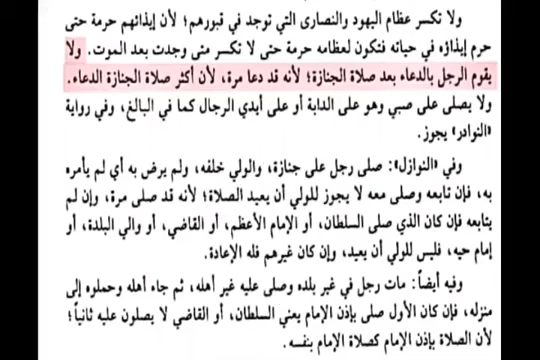 ولا تكسر عظام اليهود والنصارى التي توجد في قبورهم؛ لأن إيذائهم حرمة حتى
حرم إيذاؤه في حياته فتكون لعظامه حرمة حتى لا تكسر متى وجدت بعد الموت. ولا
يقوم الرجل بالدعاء بعد صلاة الجنازة؛ لأنه قد دعا مرة، لأن أكثر صلاة الجنازة الدعاء.
ولا يصلى على صبي وهو على الدابة أو على أيدي الرجال كما في البالغ، وفي رواية
«النوادر» يجوز.
وفي «النوازل»: صلى رجل على جنازة، والولي خلفه، ولم يرض به أي لم يأمره
به، فإن تابعه وصلى معه لا يجوز للولي أن يعيد الصلاة؛ لأنه قد صلى مرة، وإن لم
يتابعه فإن كان الذي صلى السلطان، أو الإمام الأعظم، أو القاضي، أو والي البلدة، أو
إمام حيه، فليس للولي أن يعيد، وإن كان غيرهم فله الإعادة.
وفيه أيضاً: مات رجل في غير بلده وصلى عليه غير أهله، ثم جاء أهله وحملوه إلى
منزله، فإن كان الأول صلى بإذن الإمام يعني السلطان، أو القاضي لا يصلون عليه ثانياً؛
لأن الصلاة بإذن الإمام كصلاة الإمام بنفسه.